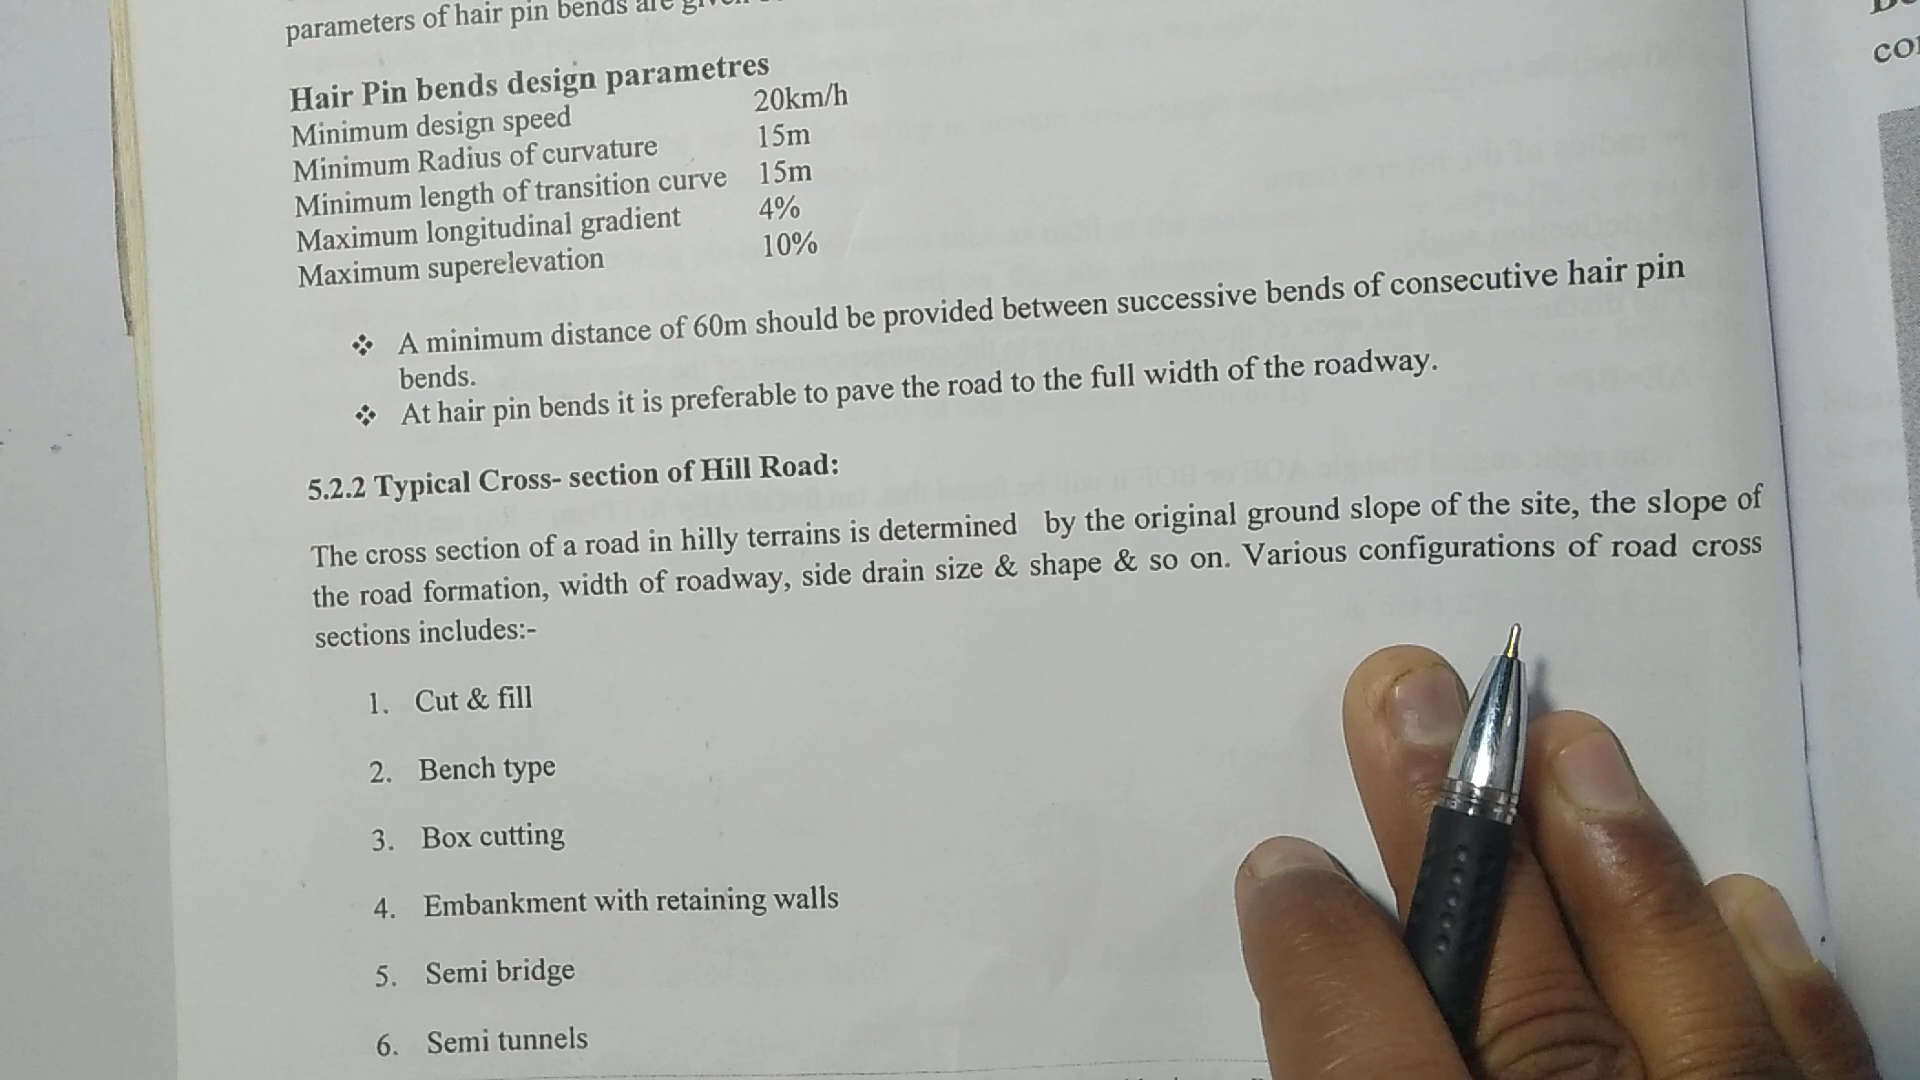 parameters of hair pin bends are
Hair Pin bends design parametres
Minimum design speed 20km/h
Minimum Radius of curvature 15m
Minimum length of transition curve 15m
Maximum longitudinal gradient 4%
Maximum superelevation 10%
❖ A minimum distance of 60m should be provided between successive bends of consecutive hair pin
bends.
❖ At hair pin bends it is preferable to pave the road to the full width of the roadway.
5.2.2 Typical Cross- section of Hill Road:
The cross section of a road in hilly terrains is determined by the original ground slope of the site, the slope of
the road formation, width of roadway, side drain size & shape & so on. Various configurations of road cross
sections includes:-
1. Cut & fill
2. Bench type
3. Box cutting
4. Embankment with retaining walls
5. Semi bridge
6. Semi tunnels